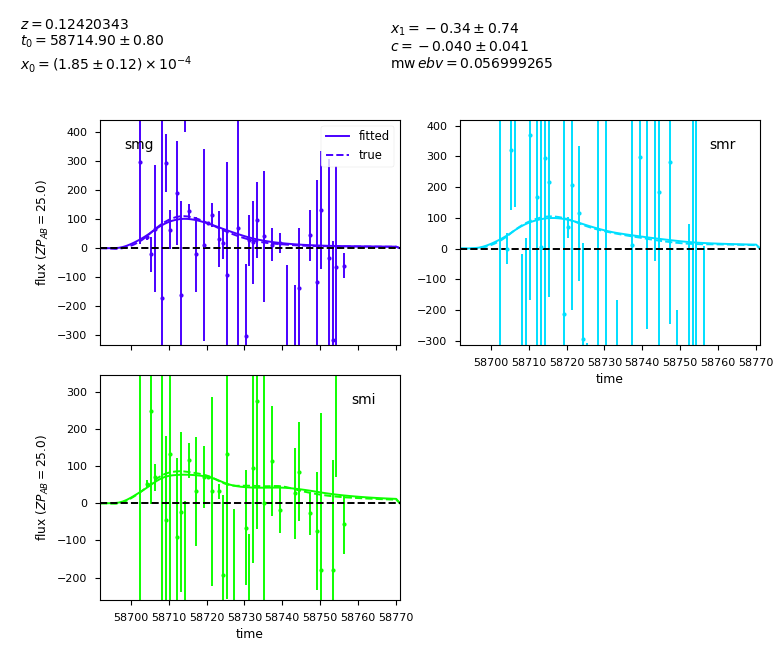 z = 0.12420343
t₀ = 58714.90 ± 0.80
x₀ = (1.85 ± 0.12) × 10⁻⁴
x₁ = −0.34 ± 0.74
c = −0.040 ± 0.041
mw ebv = 0.056999265
400
300
200
100
0
−100
−200
−300
flux (ZP_AB = 25.0)
smg
fitted
true
400
300
200
100
0
−100
−200
−300
smr
58700 58710 58720 58730 58740 58750 58760 58770
time
300
200
100
0
−100
−200
flux (ZP_AB = 25.0)
smi
58700 58710 58720 58730 58740 58750 58760 58770
time